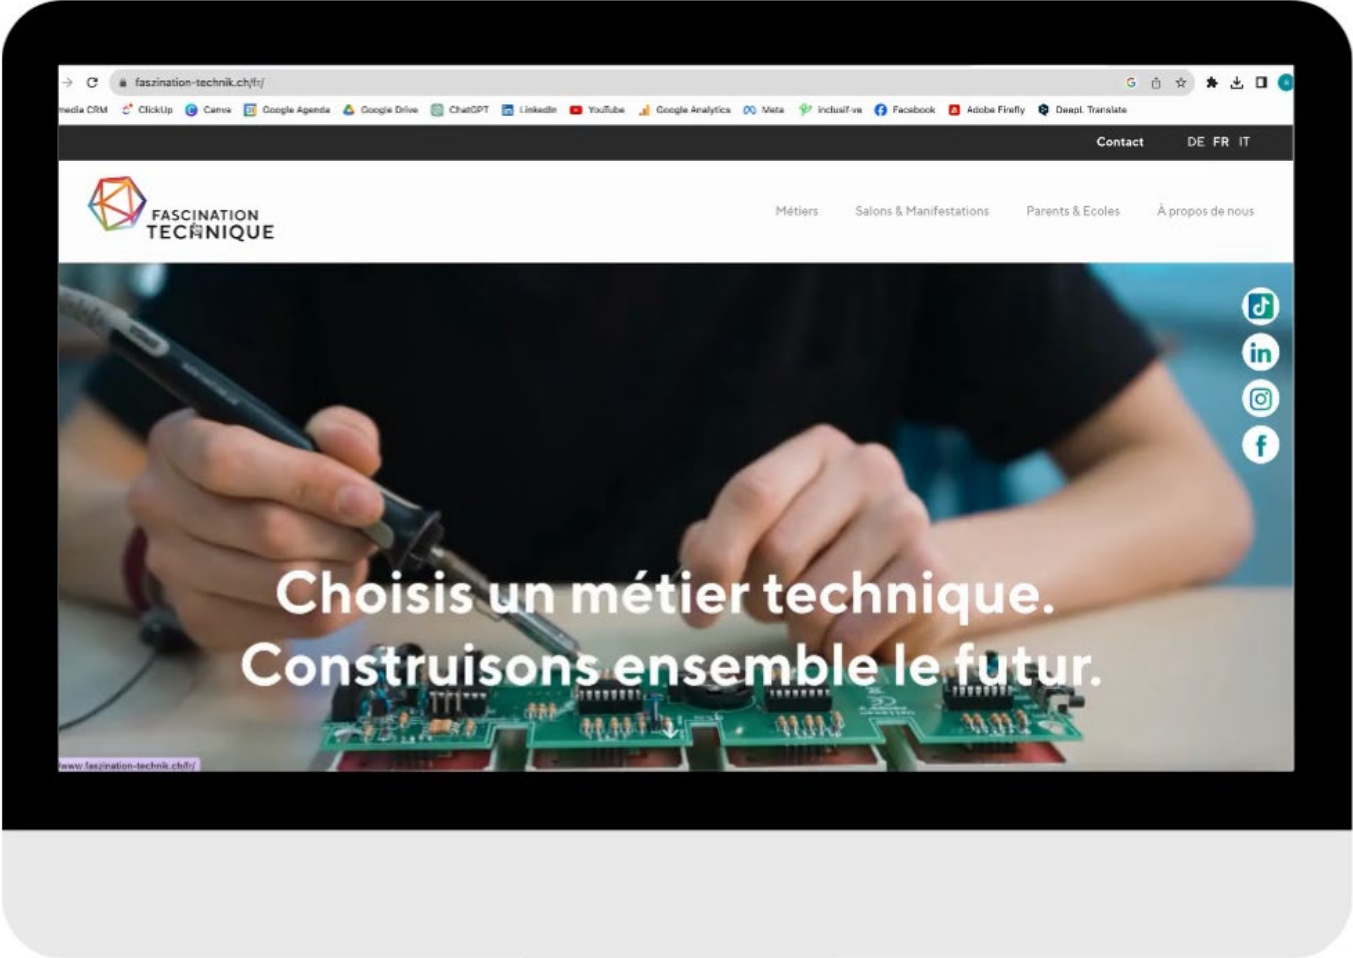 faszination-technik.ch/fr/
media CRM ClickUp Canva Google Agenda Google Drive ChatGPT LinkedIn YouTube Google Analytics Meta inclusif·ve Facebook Adobe Firefly Deepl. Translate
Contact DE FR IT
FASCINATION
TECHNIQUE
Métiers Salons & Manifestations Parents & Ecoles À propos de nous
in
f
Choisis un métier technique.
Construisons ensemble le futur.
/www.faszination-technik.ch/fr/